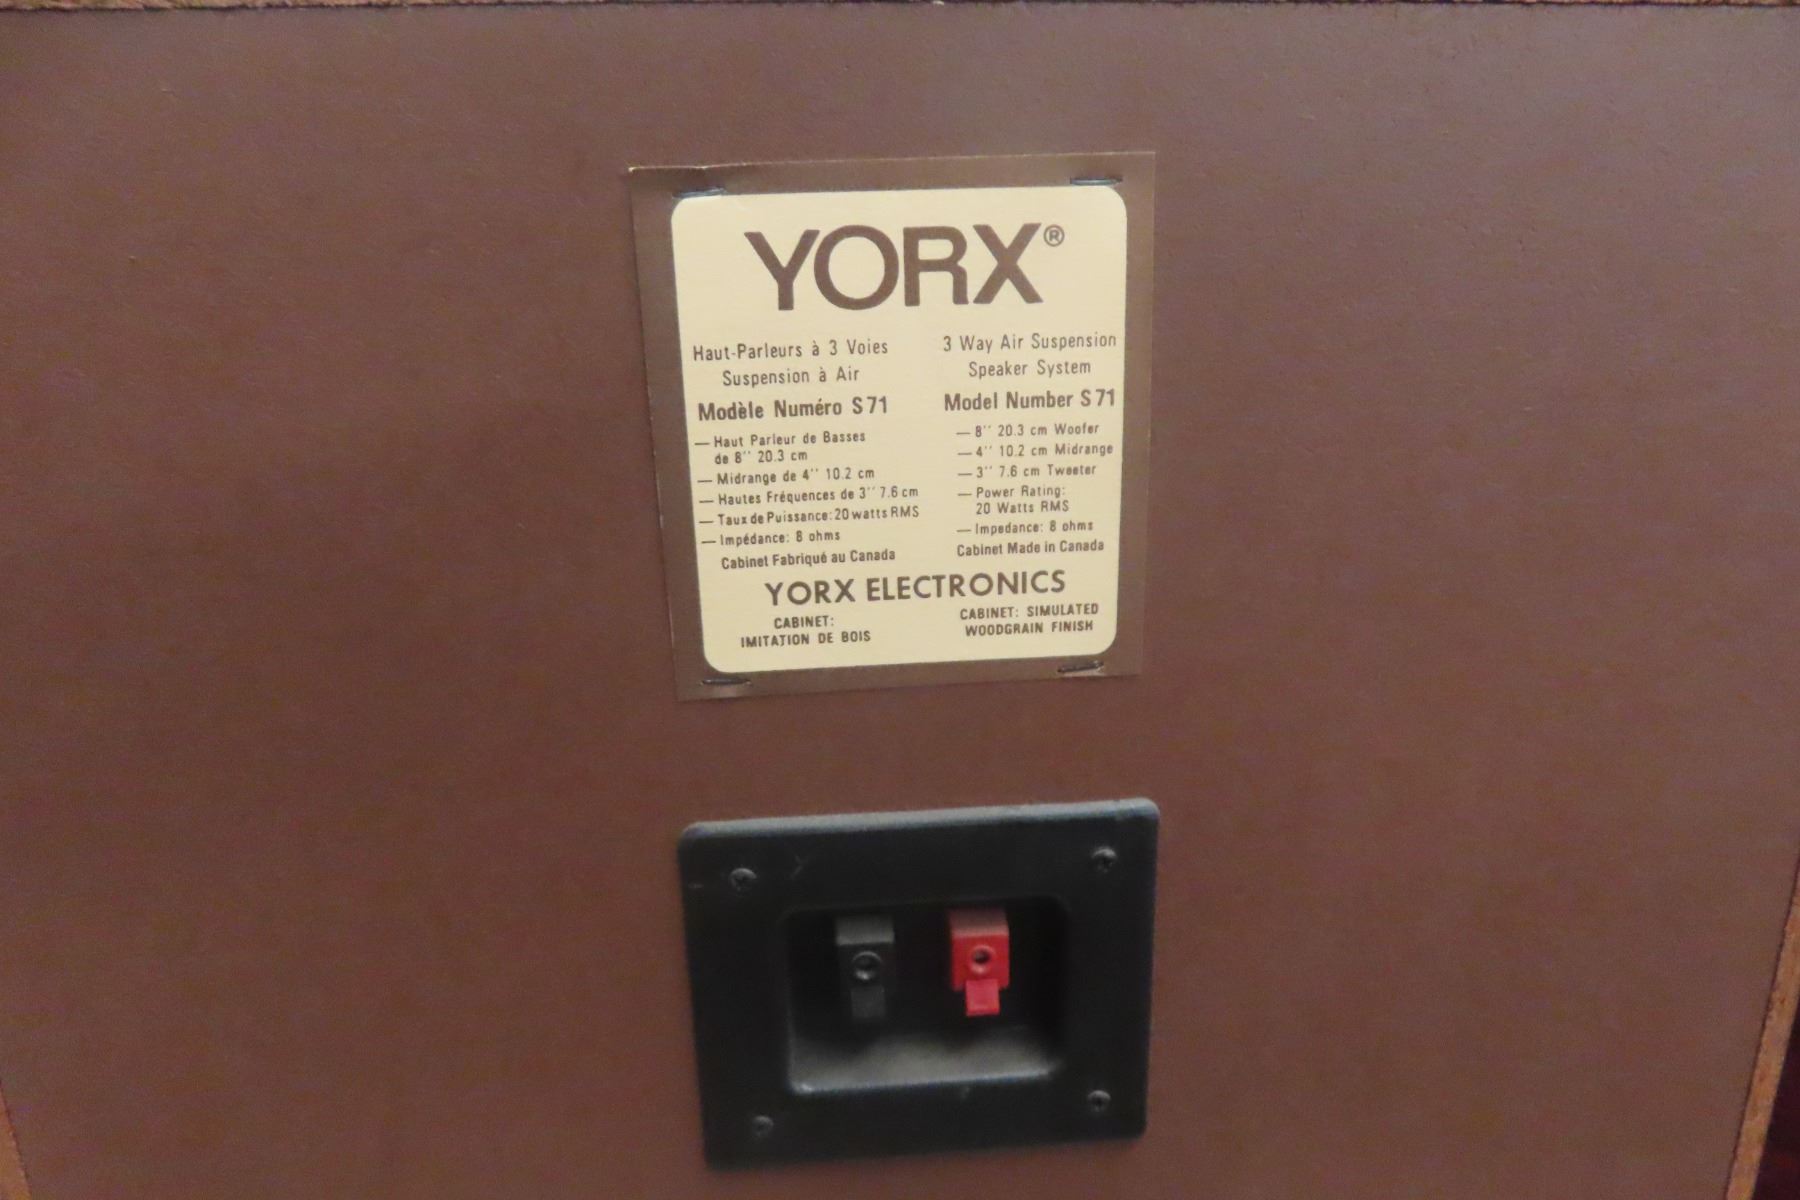 YORX®
Haut-Parleurs à 3 Voies
Suspension à Air
Modèle Numéro S71
— Haut Parleur de Basses
de 8'' 20.3 cm
— Midrange de 4'' 10.2 cm
— Hautes Fréquences de 3'' 7.6 cm
— Taux de Puissance: 20 watts RMS
— Impédance: 8 ohms
Cabinet Fabriqué au Canada
3 Way Air Suspension
Speaker System
Model Number S71
— 8'' 20.3 cm Woofer
— 4'' 10.2 cm Midrange
— 3'' 7.6 cm Tweeter
— Power Rating:
20 Watts RMS
— Impedance: 8 ohms
Cabinet Made in Canada
YORX ELECTRONICS
CABINET:
IMITATION DE BOIS
CABINET: SIMULATED
WOODGRAIN FINISH